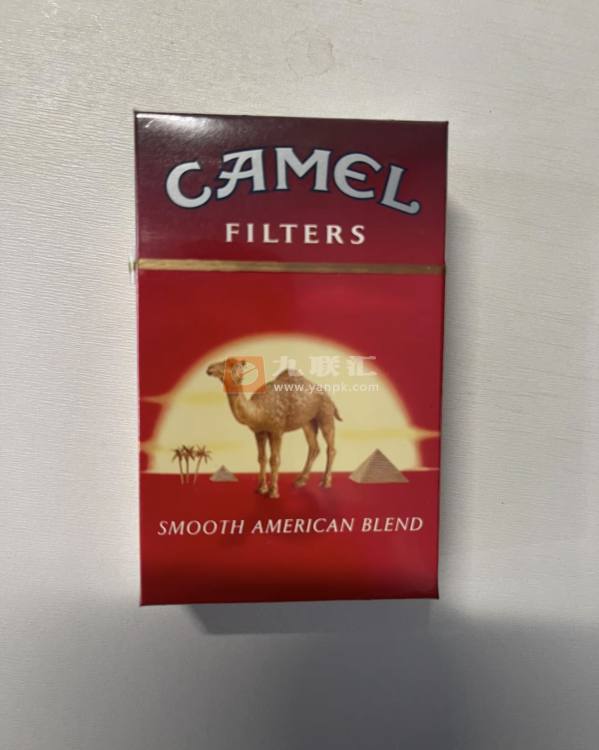 CAMEL
FILTERS
九联汇
www.yanpk.com
SMOOTH AMERICAN BLEND